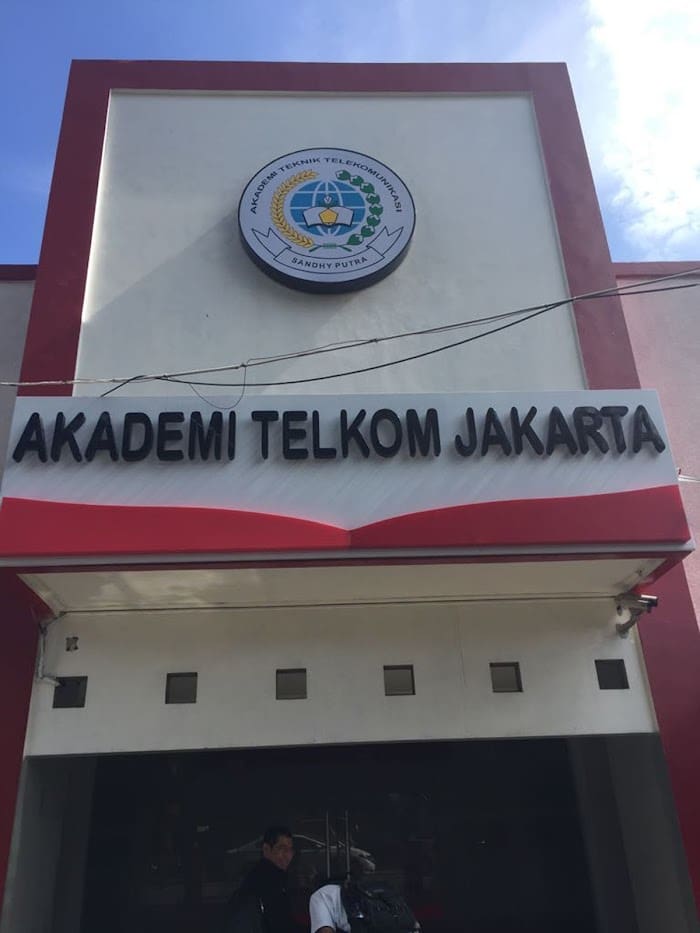 AKADEMI TEKNIK TELEKOMUNIKASI
SANDHY PUTRA
AKADEMI TELKOM JAKARTA